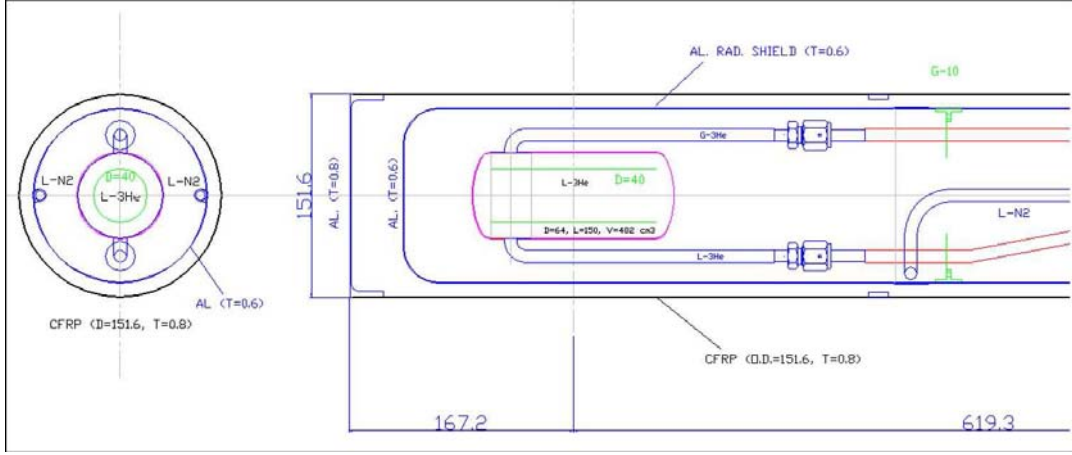 L-N2
D=40
L-N2
L-3He
AL (T=0.6)
CFRP (D=151.6, T=0.8)
151.6
AL. (T=0.8)
AL. (T=0.6)
AL. RAD. SHIELD (T=0.6)
G-10
G-3He
L-3He
D=40
D=64, L=150, V=402 cm3
L-3He
L-N2
CFRP (O.D.=151.6, T=0.8)
167.2
619.3